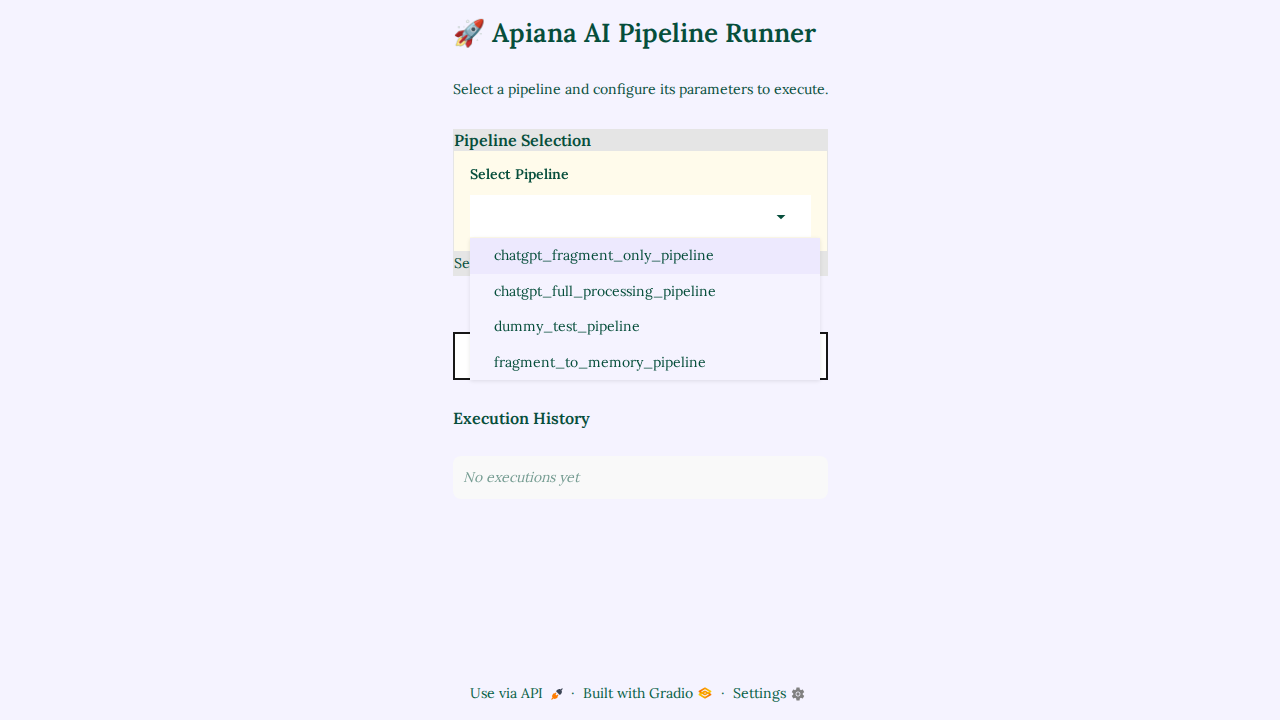 🚀 Apiana AI Pipeline Runner
Select a pipeline and configure its parameters to execute.
Pipeline Selection
Select Pipeline
chatgpt_fragment_only_pipeline
Se
chatgpt_full_processing_pipeline
dummy_test_pipeline
fragment_to_memory_pipeline
Execution History
No executions yet
Use via API 🚀 · Built with Gradio · Settings ⚙️